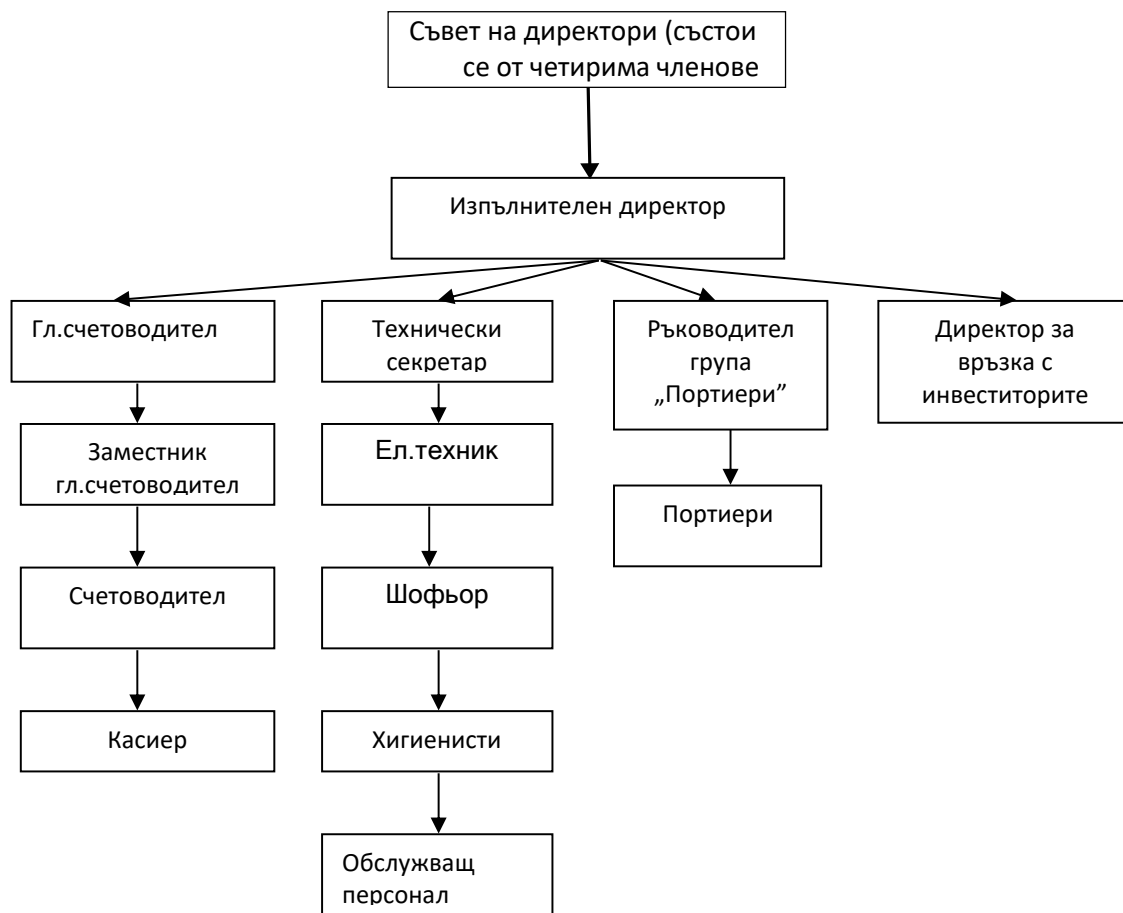 Съвет на директори (състои
се от четирима членове
Изпълнителен директор
Гл.счетоводител
Технически
секретар
Ръководител
група
„Портиери”
Директор за
връзка с
инвеститорите
Заместник
гл.счетоводител
Ел.техник
Портиери
Счетоводител
Шофьор
Касиер
Хигиенисти
Обслужващ
персонал